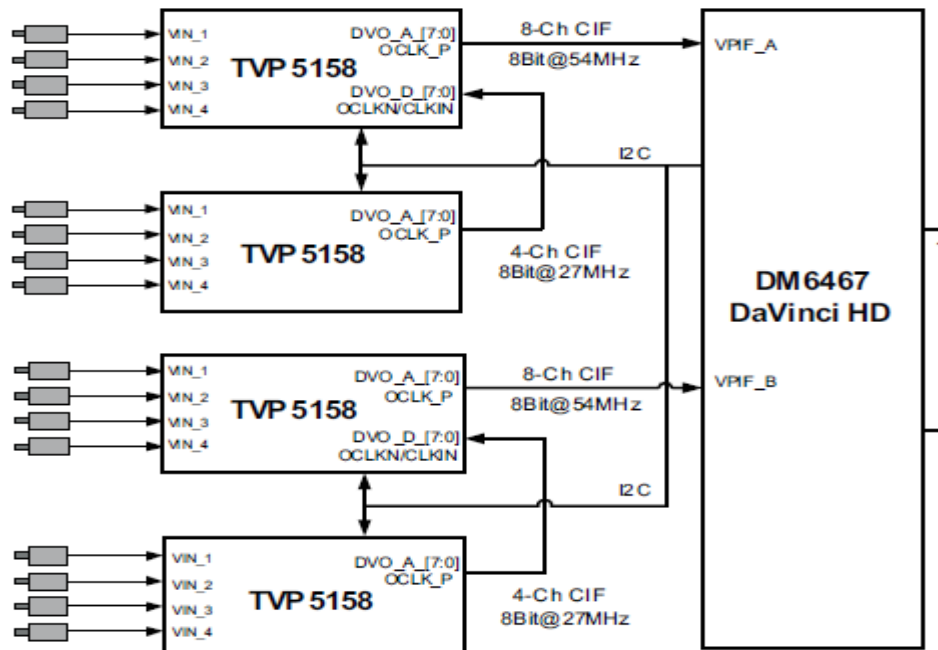 VIN_1
VIN_2
VIN_3
VIN_4
TVP 5158
DVO_A_[7:0]
OCLK_P
DVO_D_[7:0]
OCLKN/CLKIN
8-Ch CIF
8Bit@54MHz
VPIF_A
I2C
VIN_1
VIN_2
VIN_3
VIN_4
TVP 5158
DVO_A_[7:0]
OCLK_P
4-Ch CIF
8Bit@27MHz
DM6467
DaVinci HD
VIN_1
VIN_2
VIN_3
VIN_4
TVP 5158
DVO_A_[7:0]
OCLK_P
DVO_D_[7:0]
OCLKN/CLKIN
8-Ch CIF
8Bit@54MHz
VPIF_B
I2C
VIN_1
VIN_2
VIN_3
VIN_4
TVP 5158
DVO_A_[7:0]
OCLK_P
4-Ch CIF
8Bit@27MHz